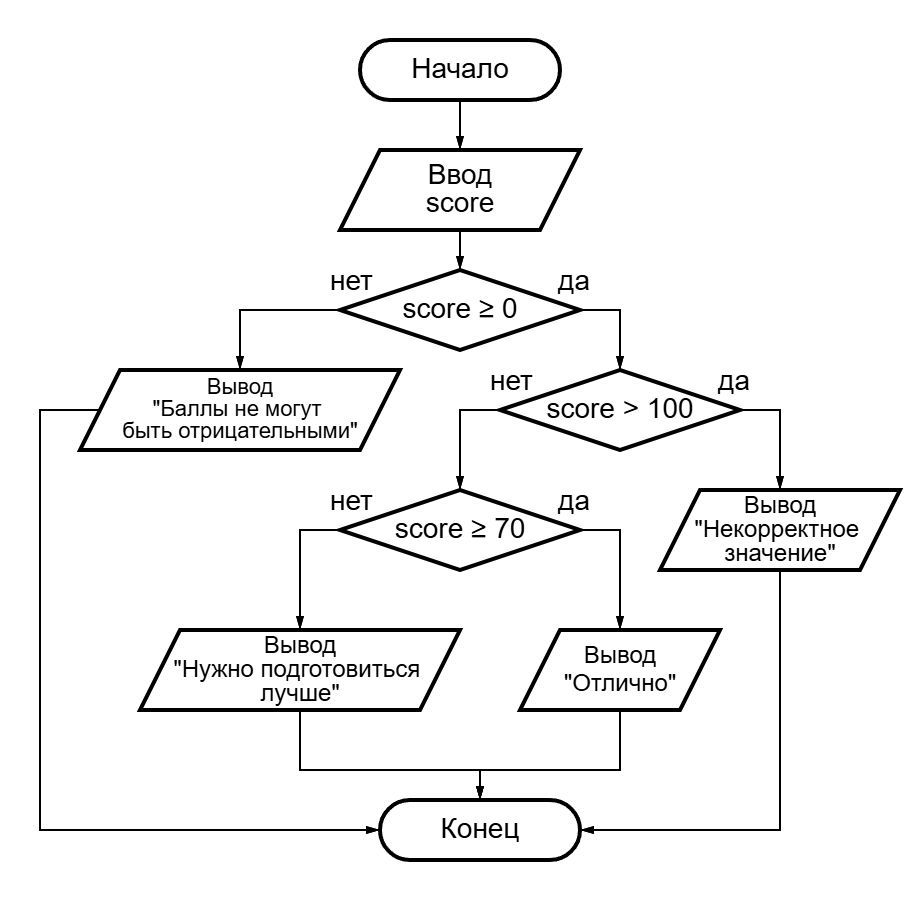 Начало
Ввод
score
нет
да
score ≥ 0
Вывод
"Баллы не могут
быть отрицательными"
нет
да
score > 100
Вывод
"Некорректное
значение"
нет
да
score ≥ 70
Вывод
"Нужно подготовиться
лучше"
Вывод
"Отлично"
Конец